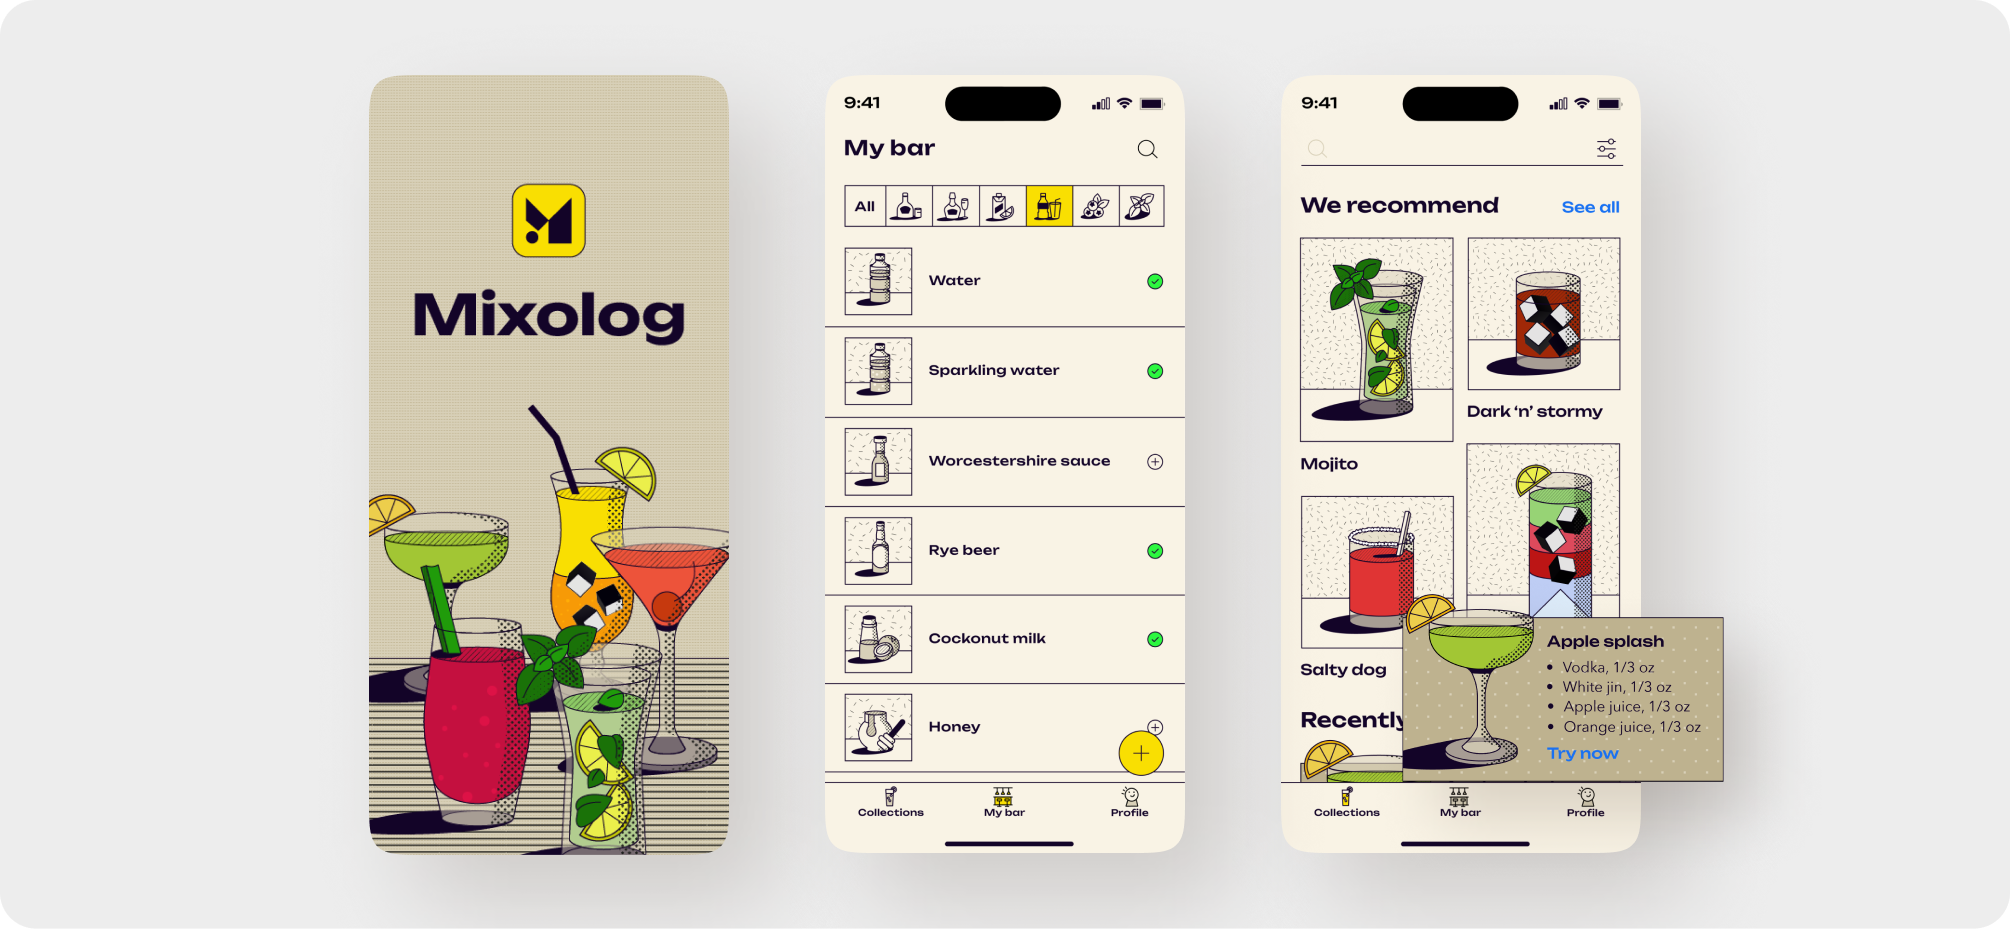 Mixolog
9:41
My bar
All
Water
Sparkling water
Worcestershire sauce
Rye beer
Cockonut milk
Honey
Collections
My bar
Profile
9:41
We recommend
See all
Mojito
Dark ‘n’ stormy
Salty dog
Recently
Apple splash
• Vodka, 1/3 oz
• White jin, 1/3 oz
• Apple juice, 1/3 oz
• Orange juice, 1/3 oz
Try now
Collections
My bar
Profile